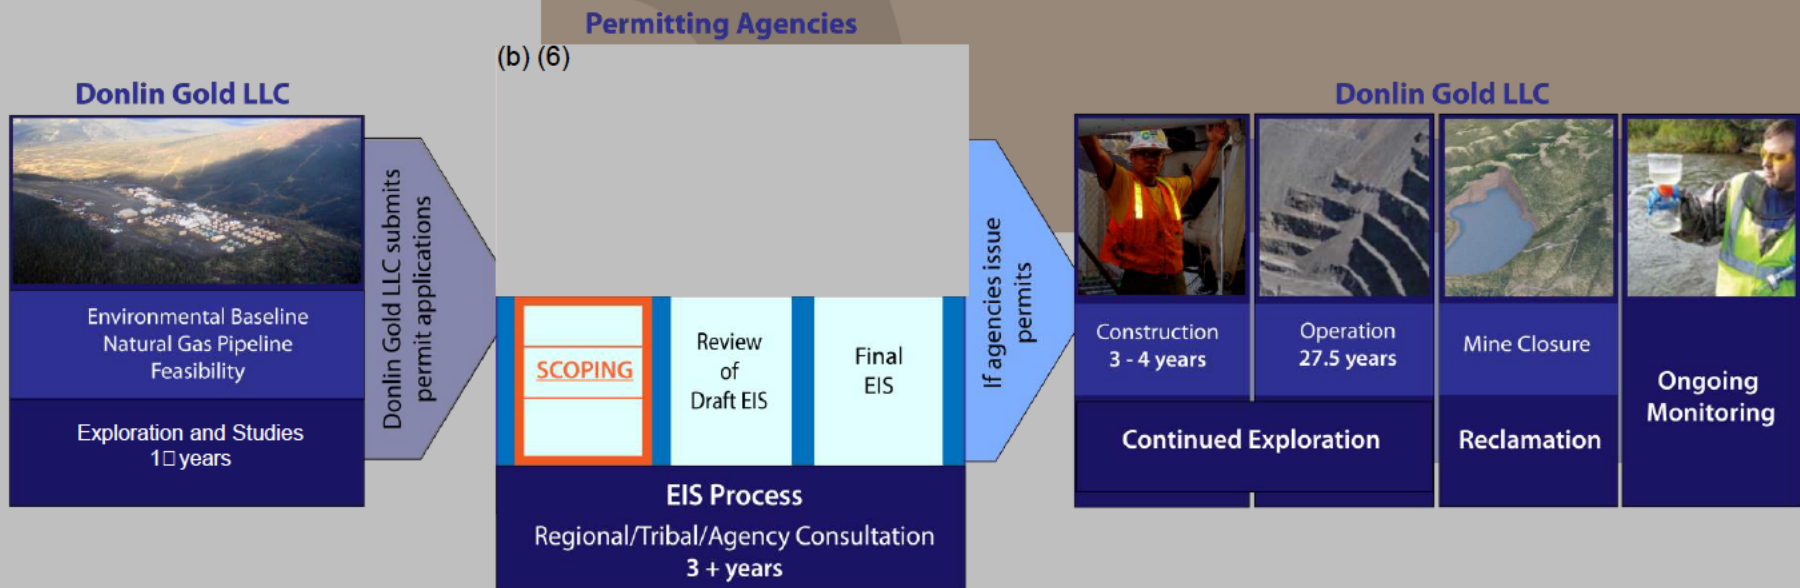 Permitting Agencies
(b) (6)
Donlin Gold LLC
Environmental Baseline
Natural Gas Pipeline
Feasibility
Exploration and Studies
1□ years
Donlin Gold LLC submits
permit applications
SCOPING
Review
of
Draft EIS
Final
EIS
EIS Process
Regional/Tribal/Agency Consultation
3 + years
If agencies issue
permits
Donlin Gold LLC
Construction
3 - 4 years
Operation
27.5 years
Mine Closure
Continued Exploration
Reclamation
Ongoing
Monitoring